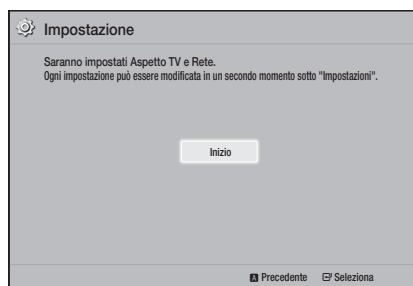 Impostazione
Saranno impostati Aspetto TV e Rete.
Ogni impostazione può essere modificata in un secondo momento sotto "Impostazioni".
Inizio
A Precedente Seleziona